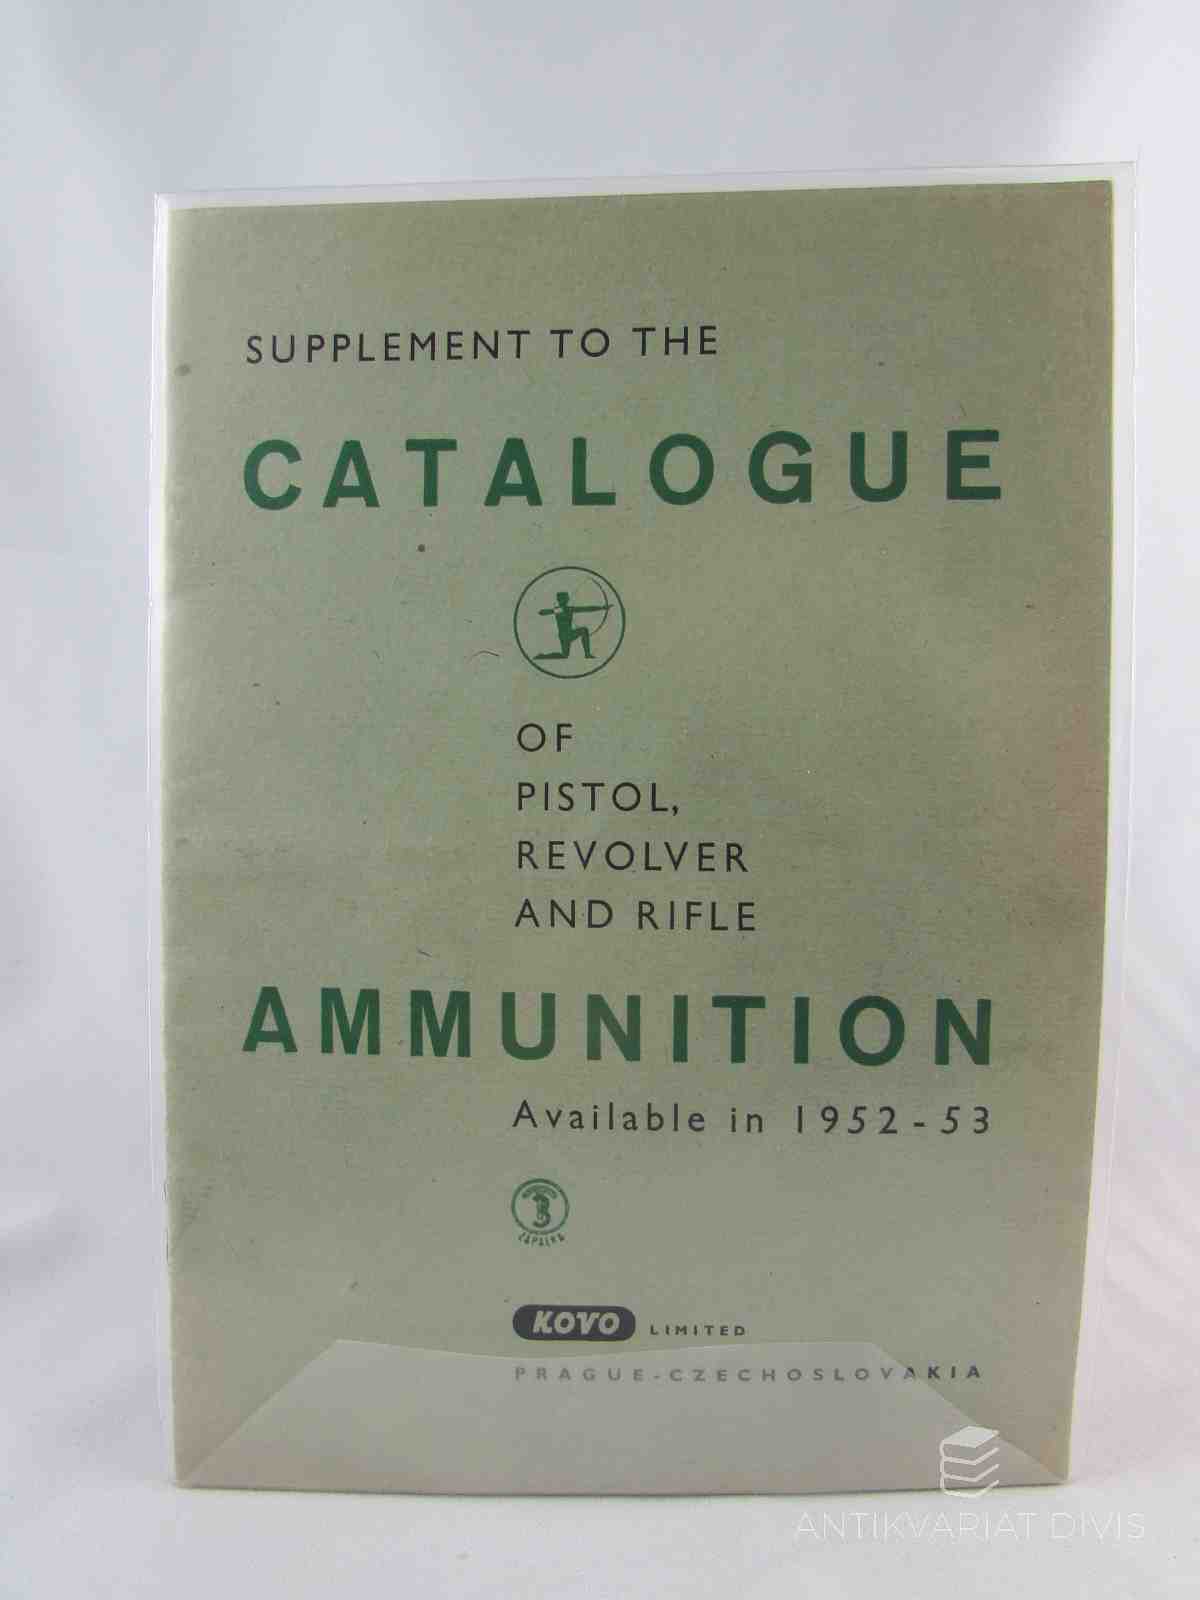 SUPPLEMENT TO THE
CATALOGUE
OF
PISTOL,
REVOLVER
AND RIFLE
AMMUNITION
Available in 1952-53
ZÁPALKA
KOVO LIMITED
PRAGUE-CZECHOSLOVAKIA
ANTIKVARIAT DIVIS